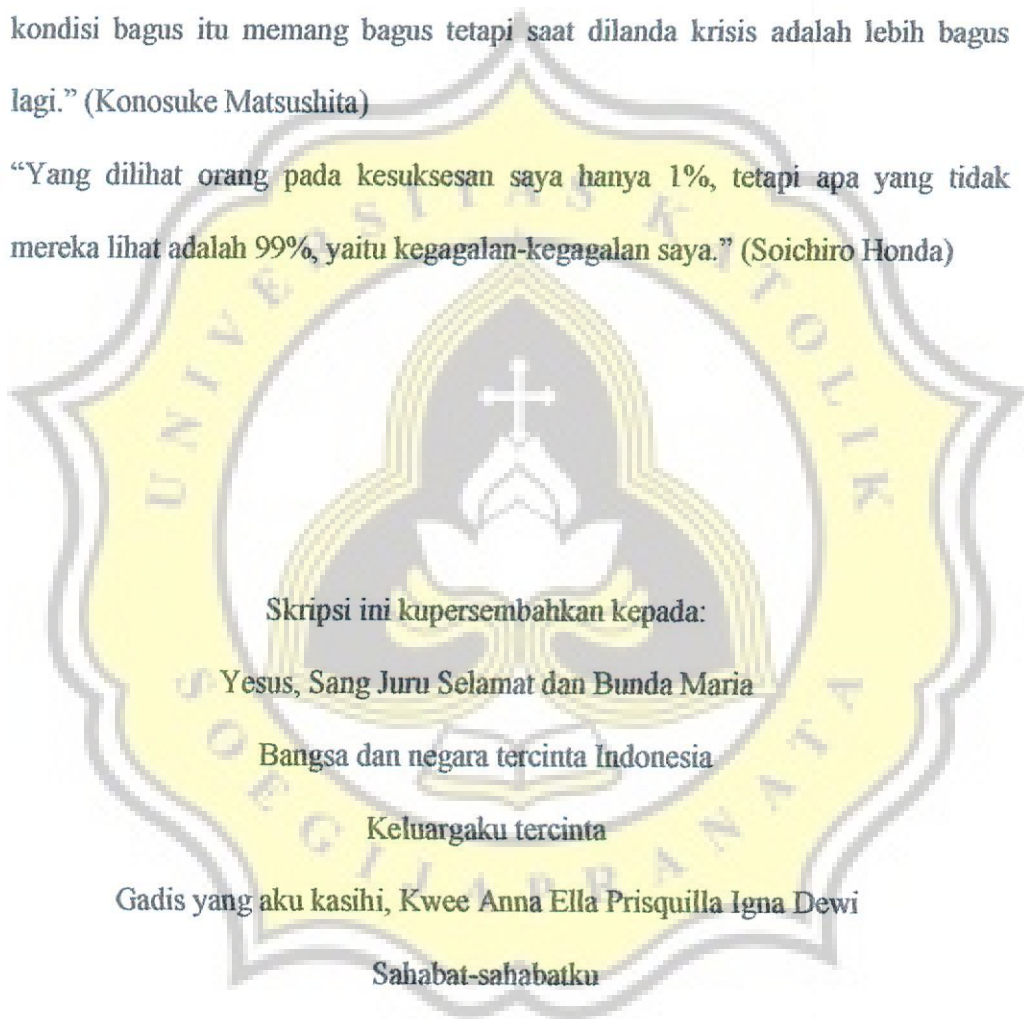 kondisi bagus itu memang bagus tetapi saat dilanda krisis adalah lebih bagus
lagi.” (Konosuke Matsushita)
“Yang dilihat orang pada kesuksesan saya hanya 1%, tetapi apa yang tidak
mereka lihat adalah 99%, yaitu kegagalan-kegagalan saya.” (Soichiro Honda)
UNIVERSITAS KATOLIK
Skripsi ini kupersembahkan kepada:
Yesus, Sang Juru Selamat dan Bunda Maria
Bangsa dan negara tercinta Indonesia
Keluargaku tercinta
Gadis yang aku kasihi, Kwee Anna Ella Prisquilla Igna Dewi
Sahabat-sahabatku
SOEGIJAPRANATA